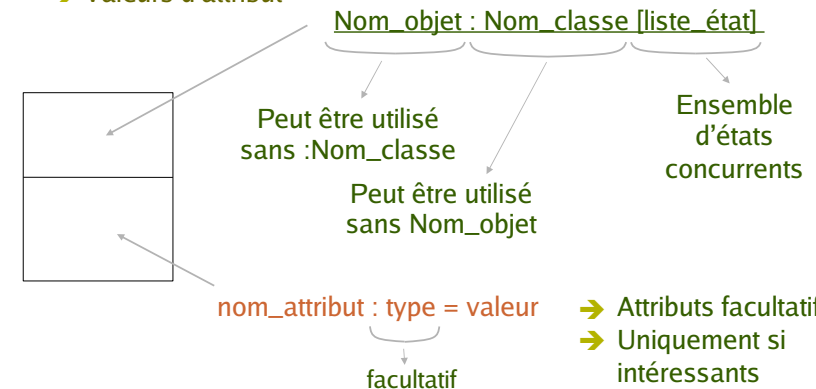 ➔ Valeurs d'attribut
Nom_objet : Nom_classe [liste_état]
Peut être utilisé
sans :Nom_classe
Ensemble
d'états
concurrents
Peut être utilisé
sans Nom_objet
nom_attribut : type = valeur
facultatif
➔ Attributs facultatif
➔ Uniquement si
intéressants